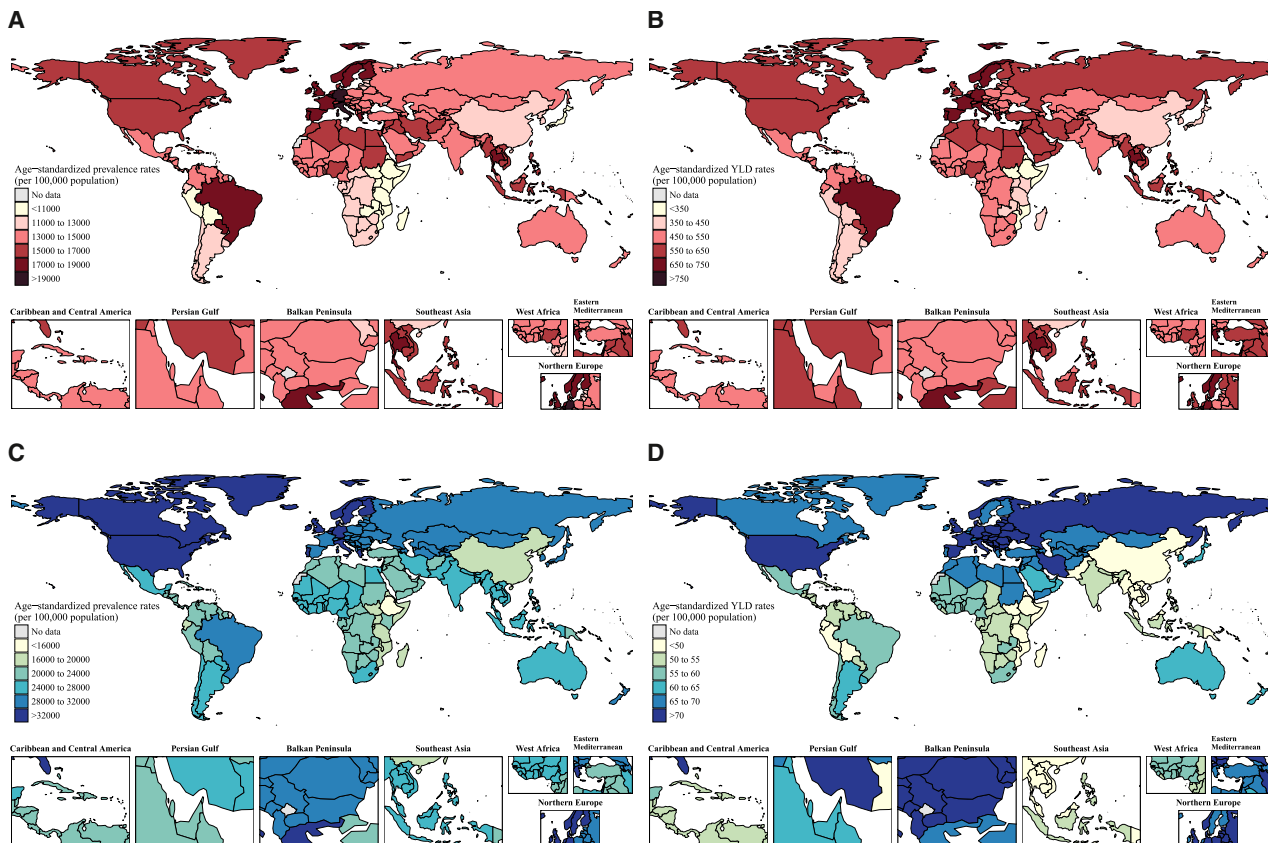 A
Age-standardized prevalence rates
(per 100,000 population)
No data
<11000
11000 to 13000
13000 to 15000
15000 to 17000
17000 to 19000
>19000
Caribbean and Central America
Persian Gulf
Balkan Peninsula
Southeast Asia
West Africa
Eastern
Mediterranean
Northern Europe
B
Age-standardized YLD rates
(per 100,000 population)
No data
<350
350 to 450
450 to 550
550 to 650
650 to 750
>750
Caribbean and Central America
Persian Gulf
Balkan Peninsula
Southeast Asia
West Africa
Eastern
Mediterranean
Northern Europe
C
Age-standardized prevalence rates
(per 100,000 population)
No data
<16000
16000 to 20000
20000 to 24000
24000 to 28000
28000 to 32000
>32000
Caribbean and Central America
Persian Gulf
Balkan Peninsula
Southeast Asia
West Africa
Eastern
Mediterranean
Northern Europe
D
Age-standardized YLD rates
(per 100,000 population)
No data
<50
50 to 55
55 to 60
60 to 65
65 to 70
>70
Caribbean and Central America
Persian Gulf
Balkan Peninsula
Southeast Asia
West Africa
Eastern
Mediterranean
Northern Europe